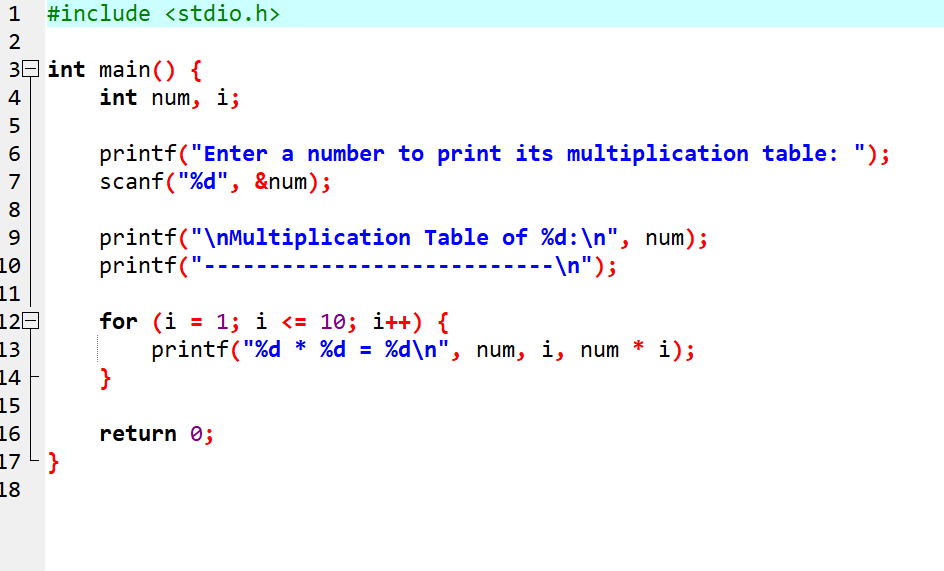 1 #include <stdio.h>
2
3 int main() {
4     int num, i;
5
6     printf("Enter a number to print its multiplication table: ");
7     scanf("%d", &num);
8
9     printf("\nMultiplication Table of %d:\n", num);
10     printf("---------------------------\n");
11
12     for (i = 1; i <= 10; i++) {
13         printf("%d * %d = %d\n", num, i, num * i);
14     }
15
16     return 0;
17 }
18